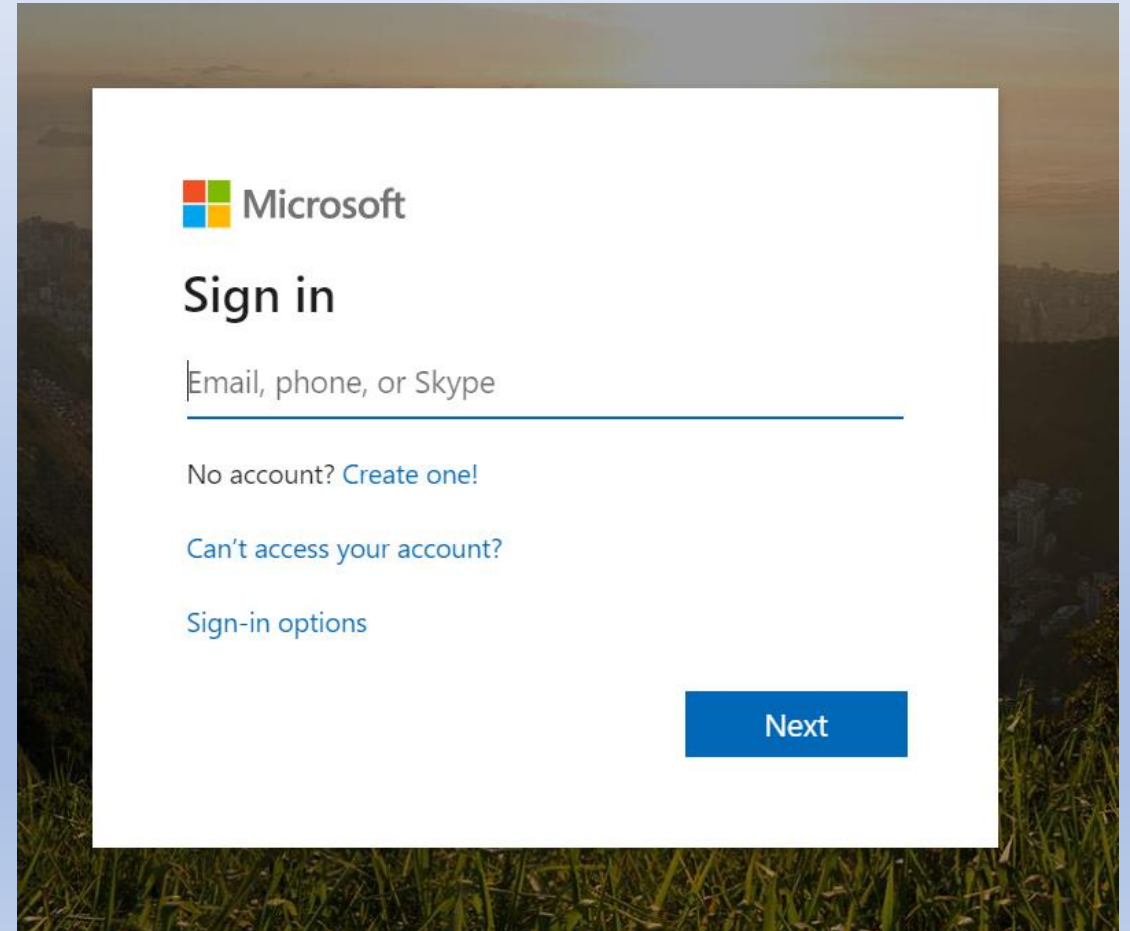 Microsoft
Sign in
Email, phone, or Skype
No account? Create one!
Can’t access your account?
Sign-in options
Next